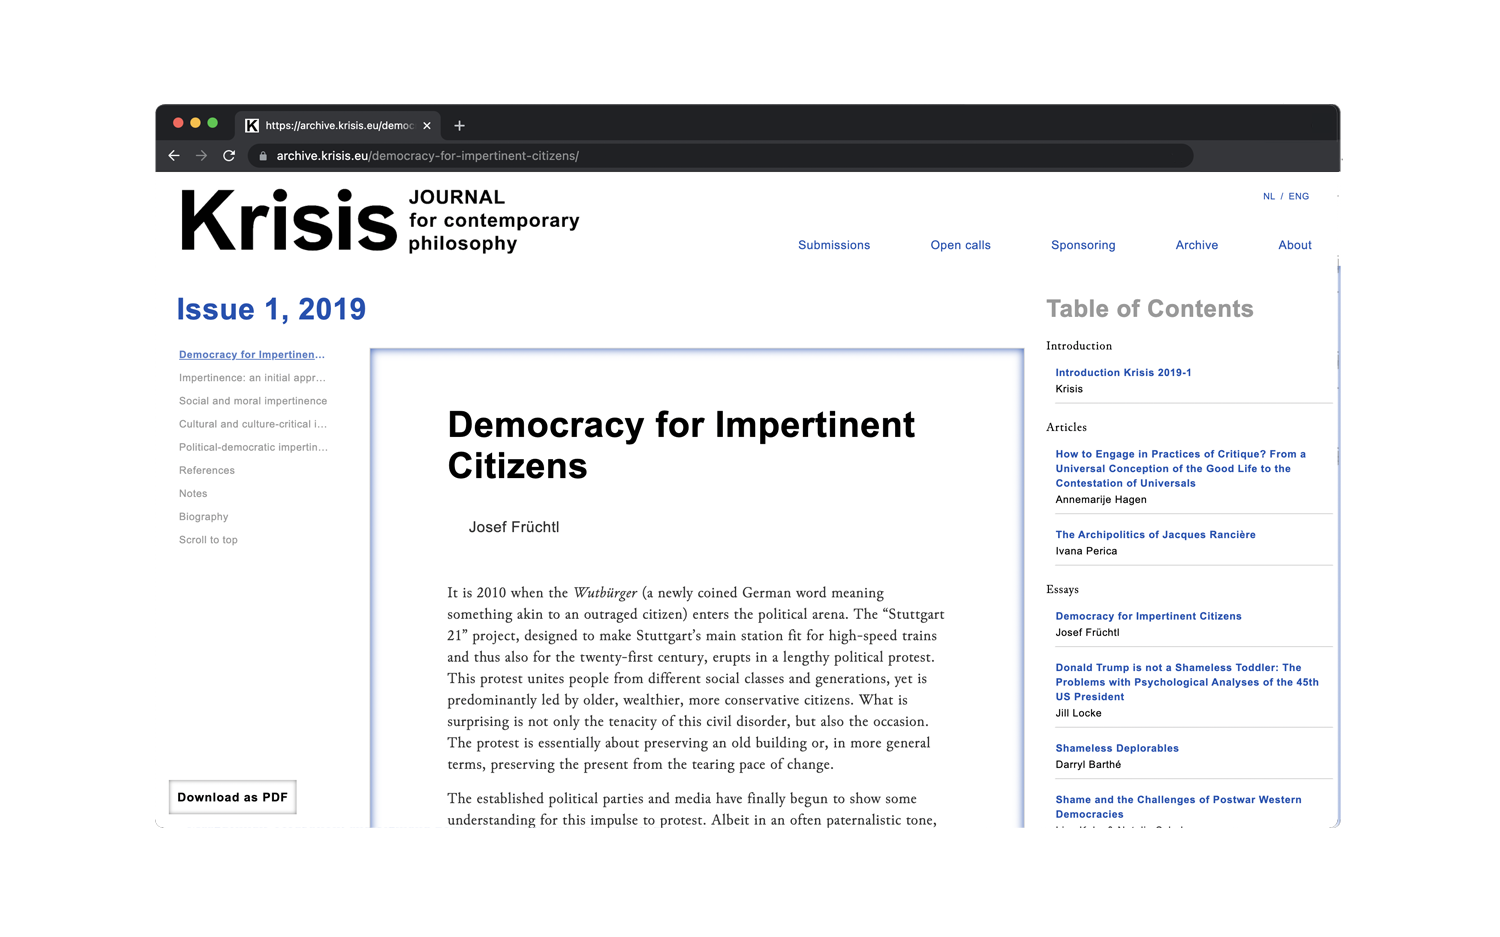 https://archive.krisis.eu/democ
archive.krisis.eu/democracy-for-impertinent-citizens/
Krisis
JOURNAL
for contemporary
philosophy
NL / ENG
Submissions
Open calls
Sponsoring
Archive
About
Issue 1, 2019
Democracy for Impertinen...
Impertinence: an initial appr...
Social and moral impertinence
Cultural and culture-critical i...
Political-democratic impertin...
References
Notes
Biography
Scroll to top
Download as PDF
Democracy for Impertinent
Citizens
Josef Früchtl
It is 2010 when the Wutbürger (a newly coined German word meaning
something akin to an outraged citizen) enters the political arena. The “Stuttgart
21” project, designed to make Stuttgart’s main station fit for high-speed trains
and thus also for the twenty-first century, erupts in a lengthy political protest.
This protest unites people from different social classes and generations, yet is
predominantly led by older, wealthier, more conservative citizens. What is
surprising is not only the tenacity of this civil disorder, but also the occasion.
The protest is essentially about preserving an old building or, in more general
terms, preserving the present from the tearing pace of change.
The established political parties and media have finally begun to show some
understanding for this impulse to protest. Albeit in an often paternalistic tone,
Table of Contents
Introduction
Introduction Krisis 2019-1
Krisis
Articles
How to Engage in Practices of Critique? From a
Universal Conception of the Good Life to the
Contestation of Universals
Annemarije Hagen
The Archipolitics of Jacques Rancière
Ivana Perica
Essays
Democracy for Impertinent Citizens
Josef Früchtl
Donald Trump is not a Shameless Toddler: The
Problems with Psychological Analyses of the 45th
US President
Jill Locke
Shameless Deplorables
Darryl Barthé
Shame and the Challenges of Postwar Western
Democracies